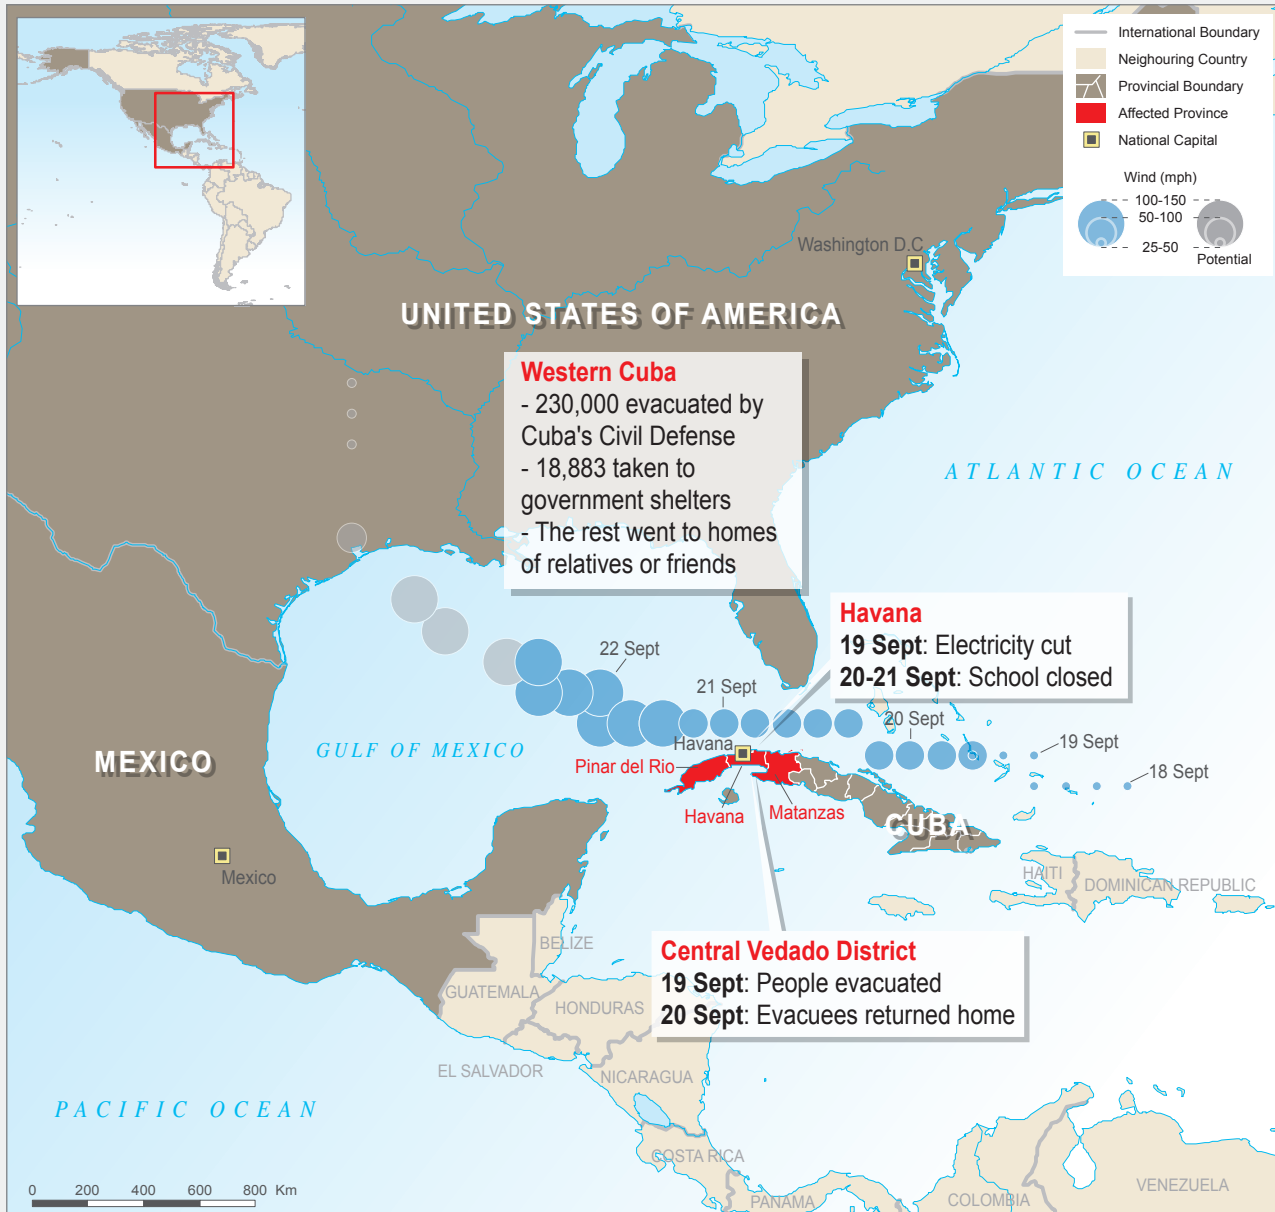 International Boundary
Neighouring Country
Provincial Boundary
Affected Province
National Capital
Wind (mph)
100-150
50-100
25-50
Potential
Washington D.C
UNITED STATES OF AMERICA
Western Cuba
- 230,000 evacuated by
Cuba's Civil Defense
- 18,883 taken to
government shelters
- The rest went to homes
of relatives or friends
ATLANTIC OCEAN
Havana
19 Sept: Electricity cut
20-21 Sept: School closed
22 Sept
21 Sept
20 Sept
19 Sept
18 Sept
GULF OF MEXICO
MEXICO
Havana
Pinar del Rio
Havana
Matanzas
CUBA
Mexico
HAITI
DOMINICAN REPUBLIC
Central Vedado District
19 Sept: People evacuated
20 Sept: Evacuees returned home
BELIZE
GUATEMALA
HONDURAS
EL SALVADOR
NICARAGUA
PACIFIC OCEAN
COSTA RICA
PANAMA
COLOMBIA
VENEZUELA
0 200 400 600 800 Km